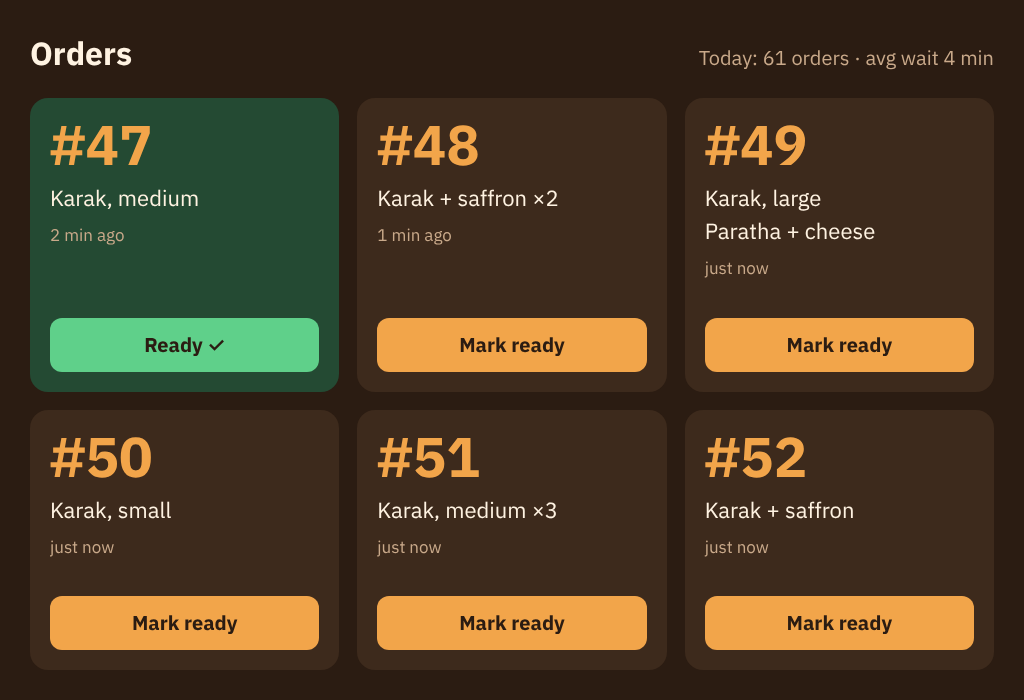 Orders
Today: 61 orders · avg wait 4 min
#47
Karak, medium
2 min ago
Ready ✓
#48
Karak + saffron ×2
1 min ago
Mark ready
#49
Karak, large
Paratha + cheese
just now
Mark ready
#50
Karak, small
just now
Mark ready
#51
Karak, medium ×3
just now
Mark ready
#52
Karak + saffron
just now
Mark ready